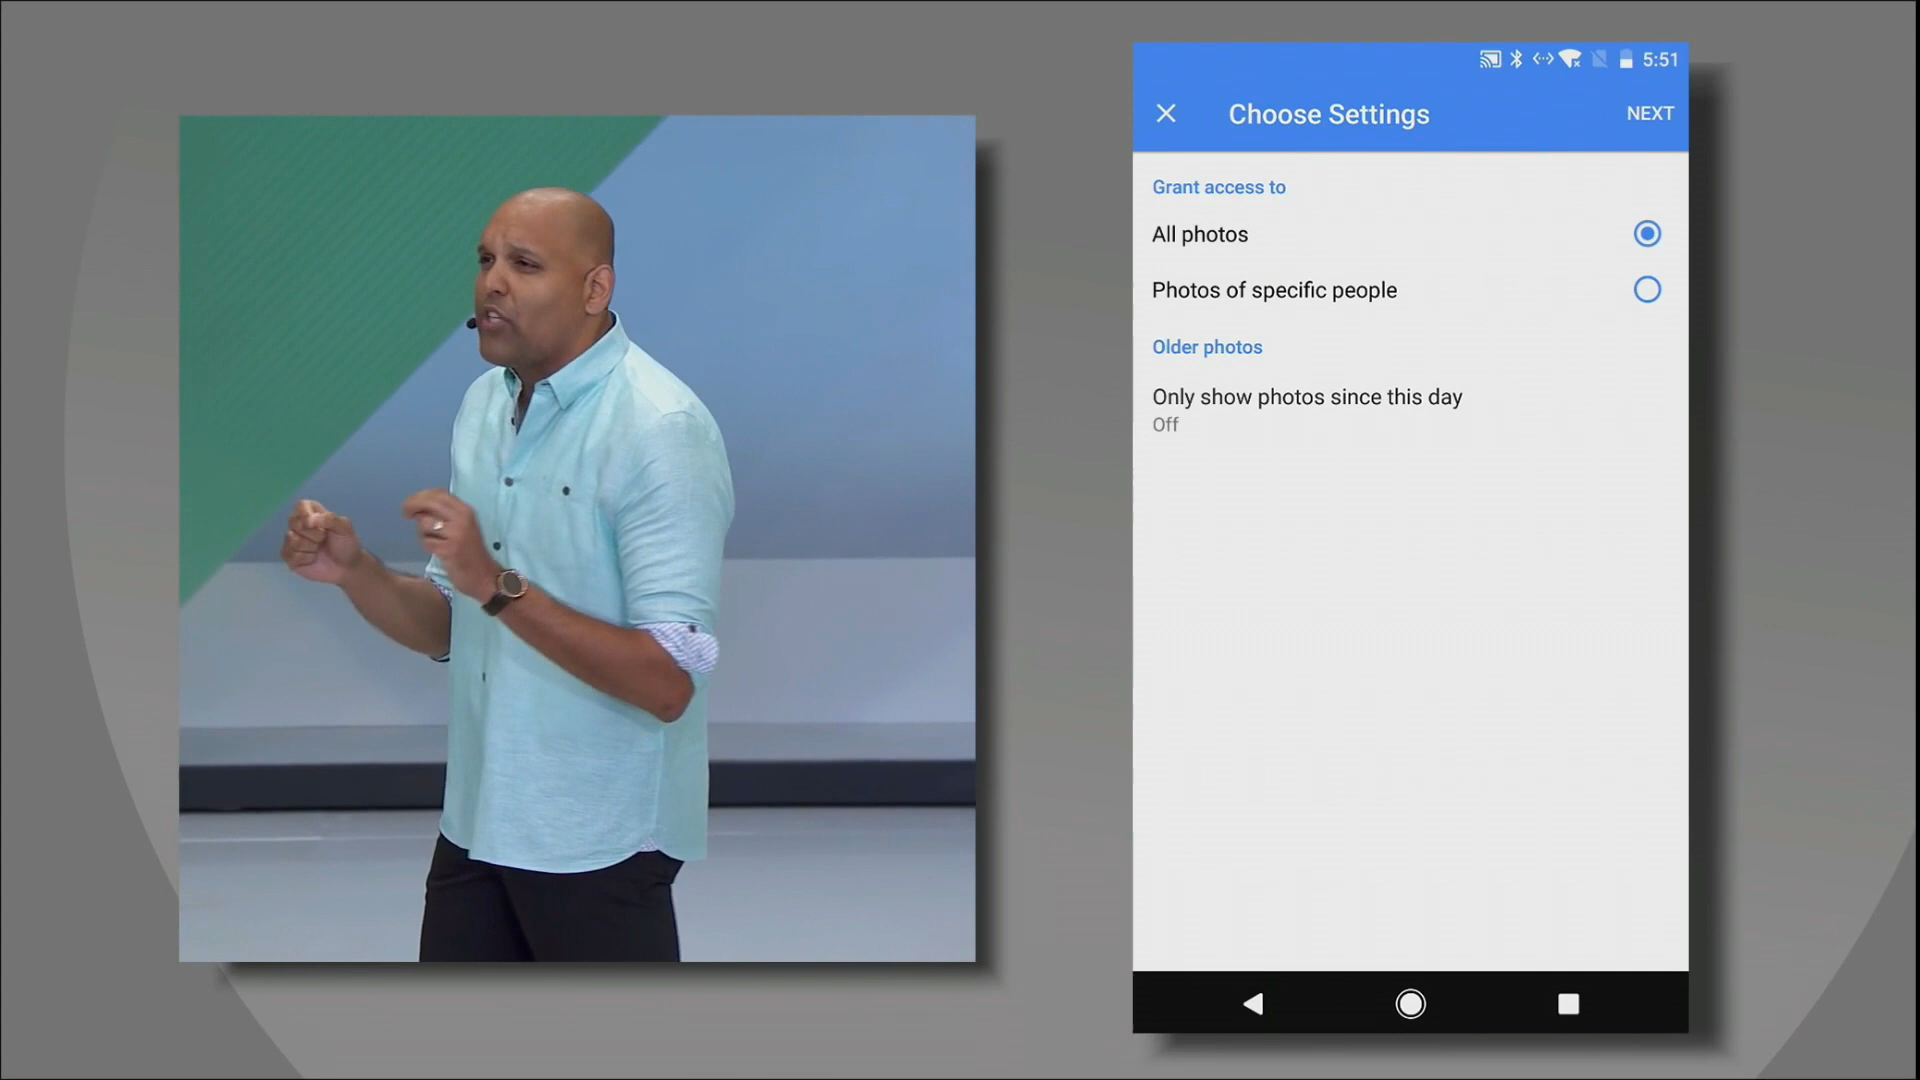 5:51
Choose Settings
NEXT
Grant access to
All photos
Photos of specific people
Older photos
Only show photos since this day
Off